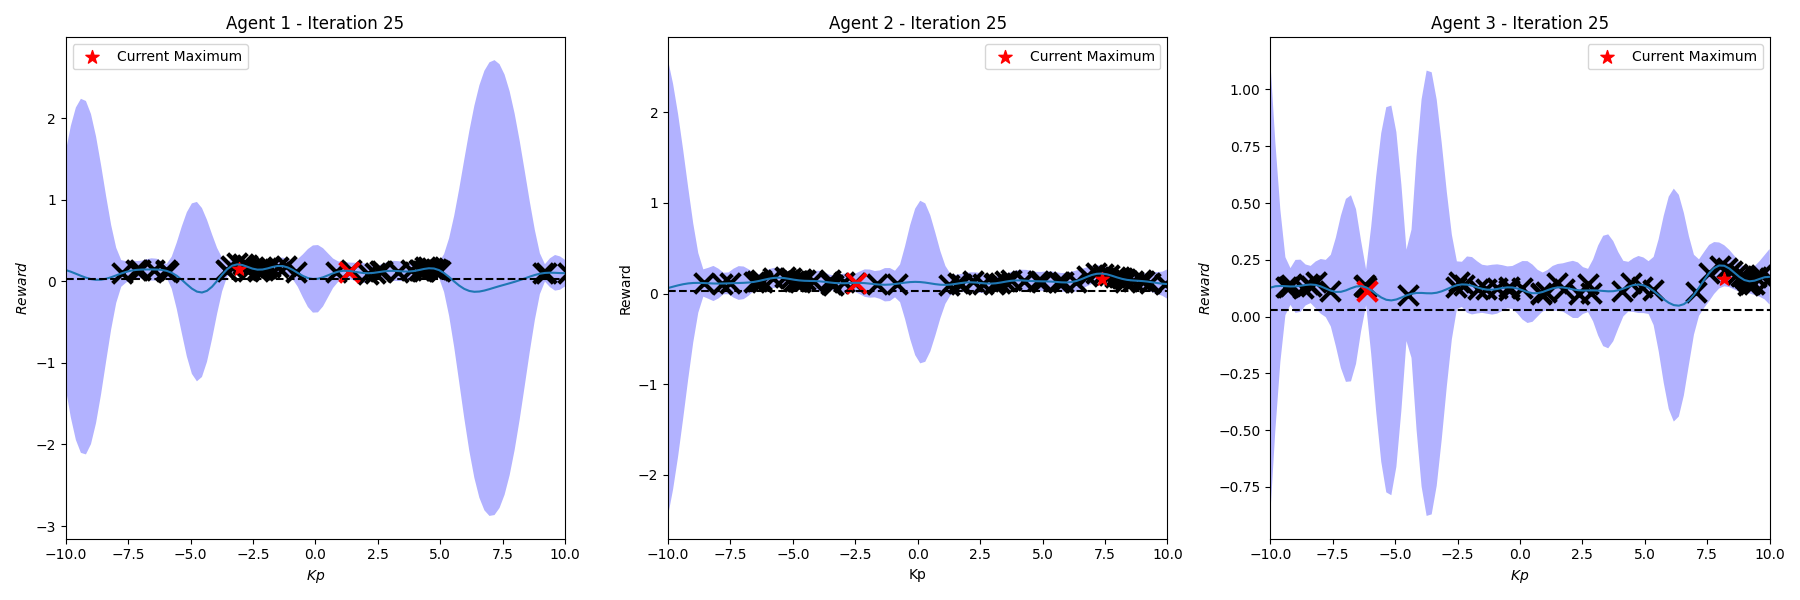 Agent 1 - Iteration 25
Current Maximum
Reward
2
1
0
−1
−2
−3
−10.0 −7.5 −5.0 −2.5 0.0 2.5 5.0 7.5 10.0
Kp
Agent 2 - Iteration 25
Current Maximum
Reward
2
1
0
−1
−2
−10.0 −7.5 −5.0 −2.5 0.0 2.5 5.0 7.5 10.0
Kp
Agent 3 - Iteration 25
Current Maximum
Reward
1.00
0.75
0.50
0.25
0.00
−0.25
−0.50
−0.75
−10.0 −7.5 −5.0 −2.5 0.0 2.5 5.0 7.5 10.0
Kp